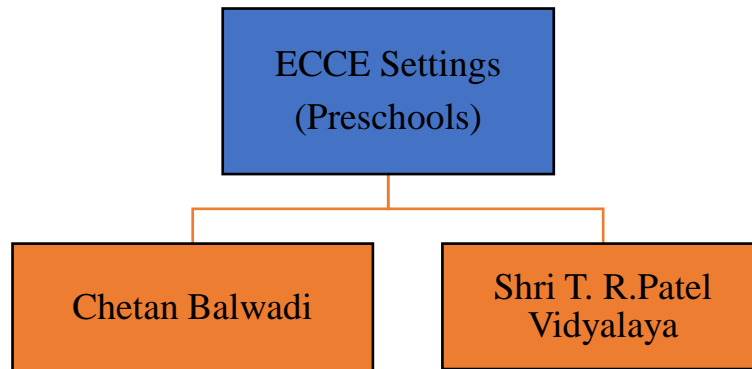 ECCE Settings
(Preschools)
Chetan Balwadi
Shri T. R.Patel
Vidyalaya